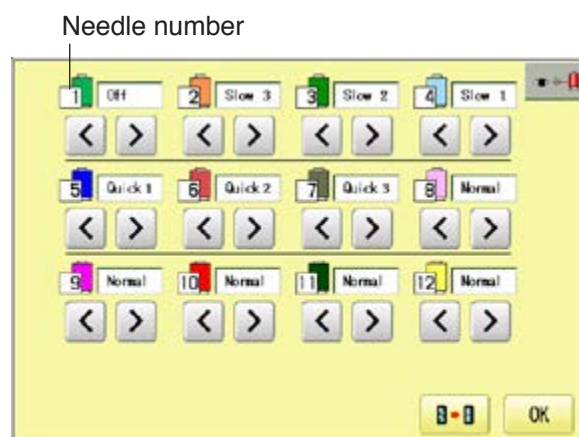 Needle number
1 Off 2 Slow 3 3 Slow 2 4 Slow 1
5 Quick 1 6 Quick 2 7 Quick 3 8 Normal
9 Normal 10 Normal 11 Normal 12 Normal
OK